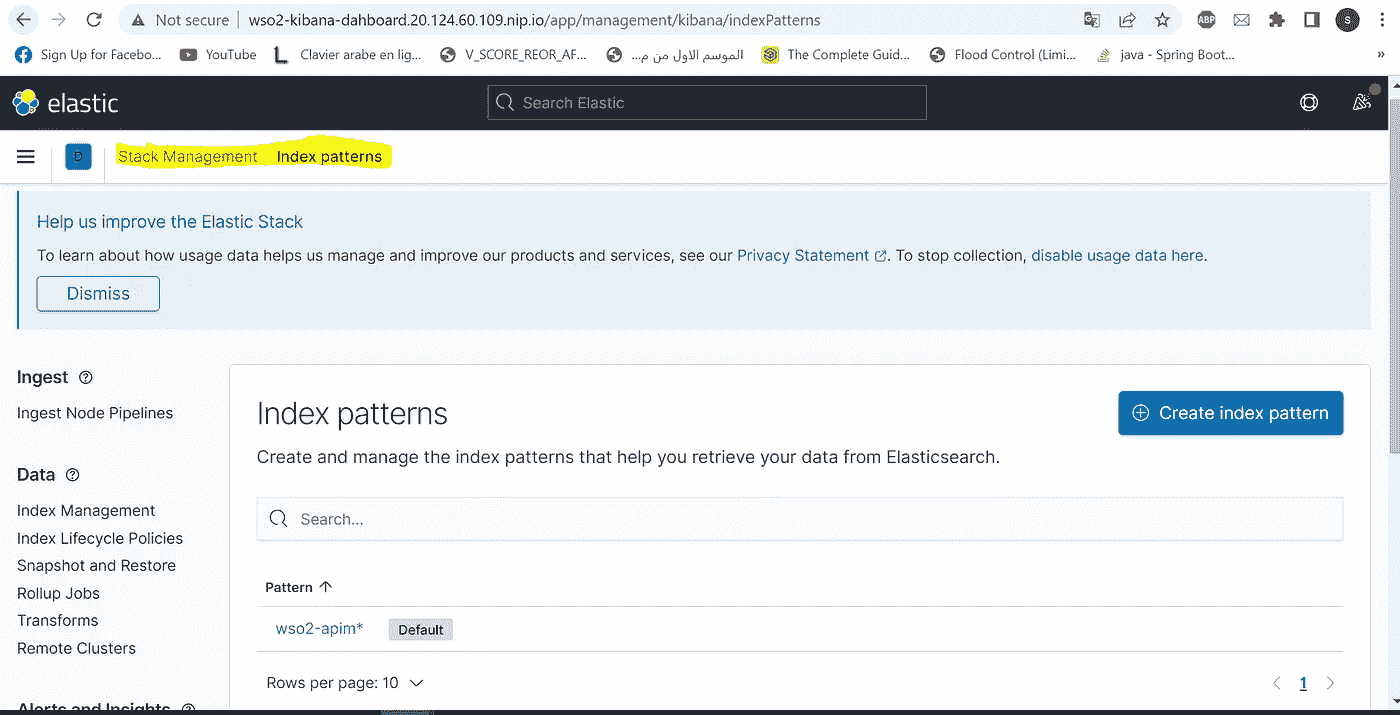 Not secure | wso2-kibana-dahboard.20.124.60.109.nip.io/app/management/kibana/indexPatterns ABP S
Sign Up for Facebo... YouTube Clavier arabe en lig... V_SCORE_REOR_AF... الموسم الاول من م... The Complete Guid... Flood Control (Limi... java - Spring Boot... »
elastic Search Elastic
D Stack Management Index patterns
Help us improve the Elastic Stack
To learn about how usage data helps us manage and improve our products and services, see our Privacy Statement. To stop collection, disable usage data here.
Dismiss
Ingest
Ingest Node Pipelines
Data
Index Management
Index Lifecycle Policies
Snapshot and Restore
Rollup Jobs
Transforms
Remote Clusters
Alerts and Insights
Index patterns
Create index pattern
Create and manage the index patterns that help you retrieve your data from Elasticsearch.
Search...
Pattern ↑
wso2-apim* Default
Rows per page: 10
< 1 >